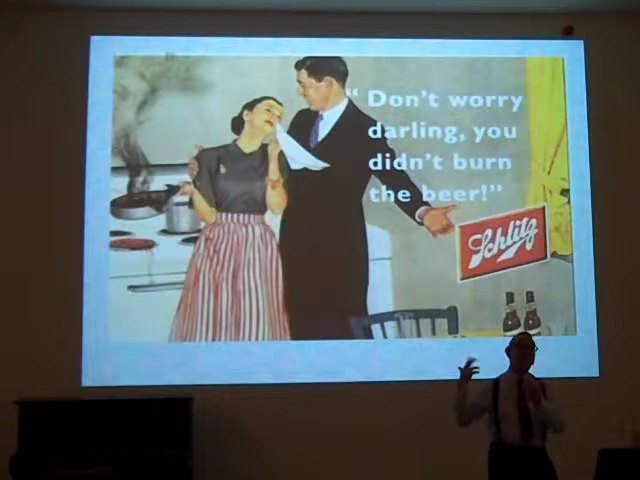 “Don't worry
darling, you
didn't burn
the beer!”
Schlitz